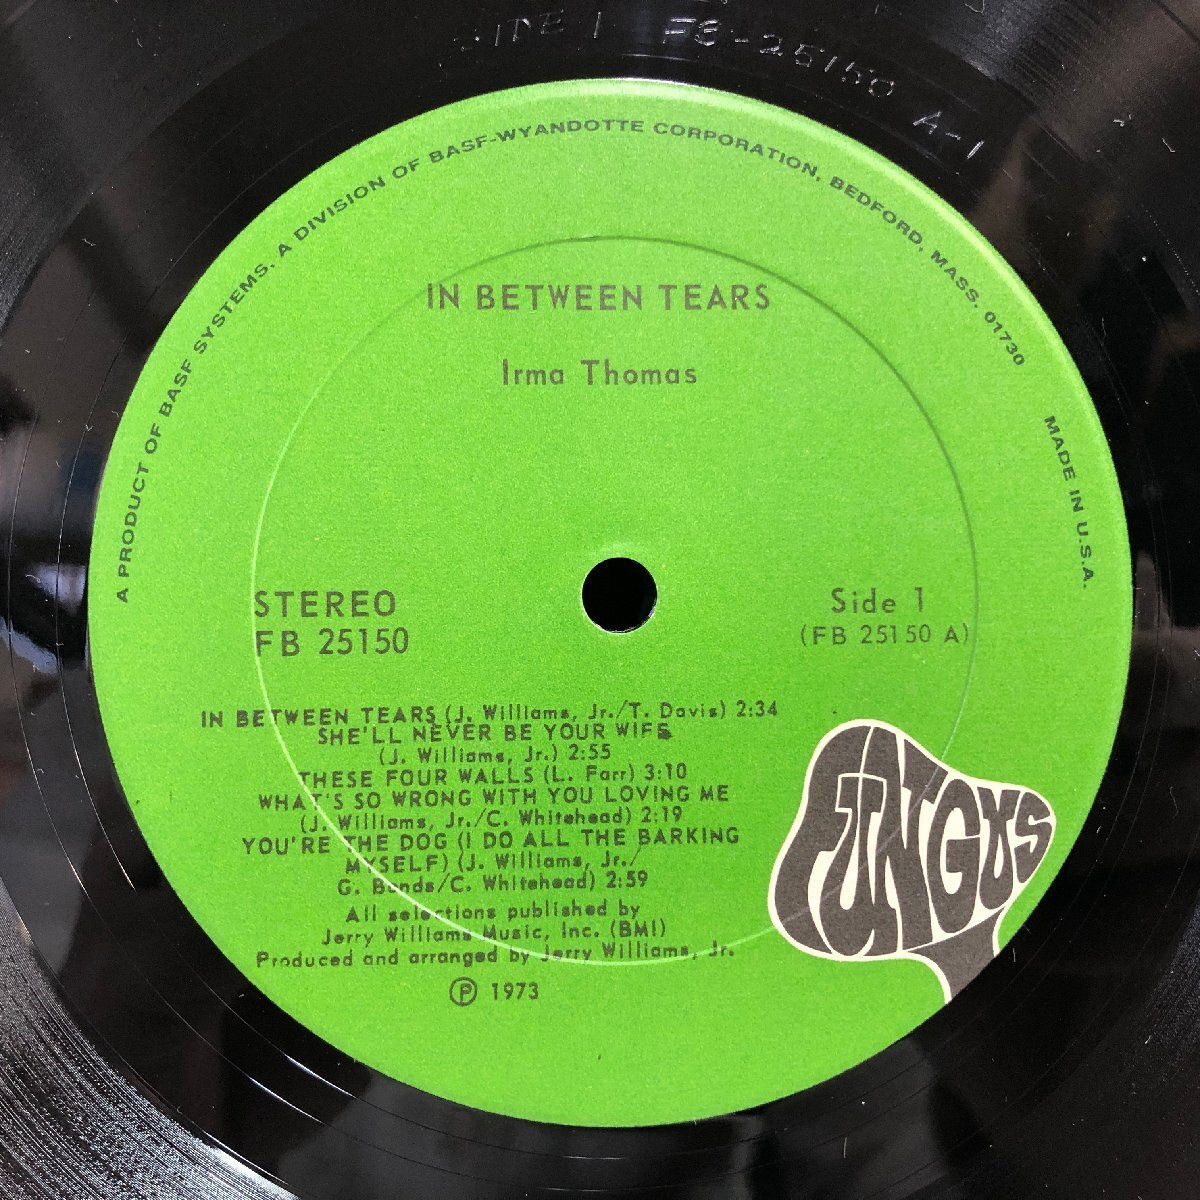 SIDE 1 FB-25150 A-1
A PRODUCT OF BASF SYSTEMS, A DIVISION OF BASF-WYANDOTTE CORPORATION, BEDFORD, MASS. 01730
MADE IN U.S.A.
IN BETWEEN TEARS
Irma Thomas
STEREO
FB 25150
Side 1
(FB 25150 A)
IN BETWEEN TEARS (J. Williams, Jr./T. Davis) 2:34
SHE'LL NEVER BE YOUR WIFE
(J. Williams, Jr.) 2:55
THESE FOUR WALLS (L. Farr) 3:10
WHAT'S SO WRONG WITH YOU LOVING ME
(J. Williams, Jr./C. Whitehead) 2:19
YOU'RE THE DOG (I DO ALL THE BARKING
MYSELF) (J. Williams, Jr./
G. Bonds/C. Whitehead) 2:59
All selections published by
Jerry Williams Music, Inc. (BMI)
Produced and arranged by Jerry Williams, Jr.
Ⓟ 1973
FUNGUS